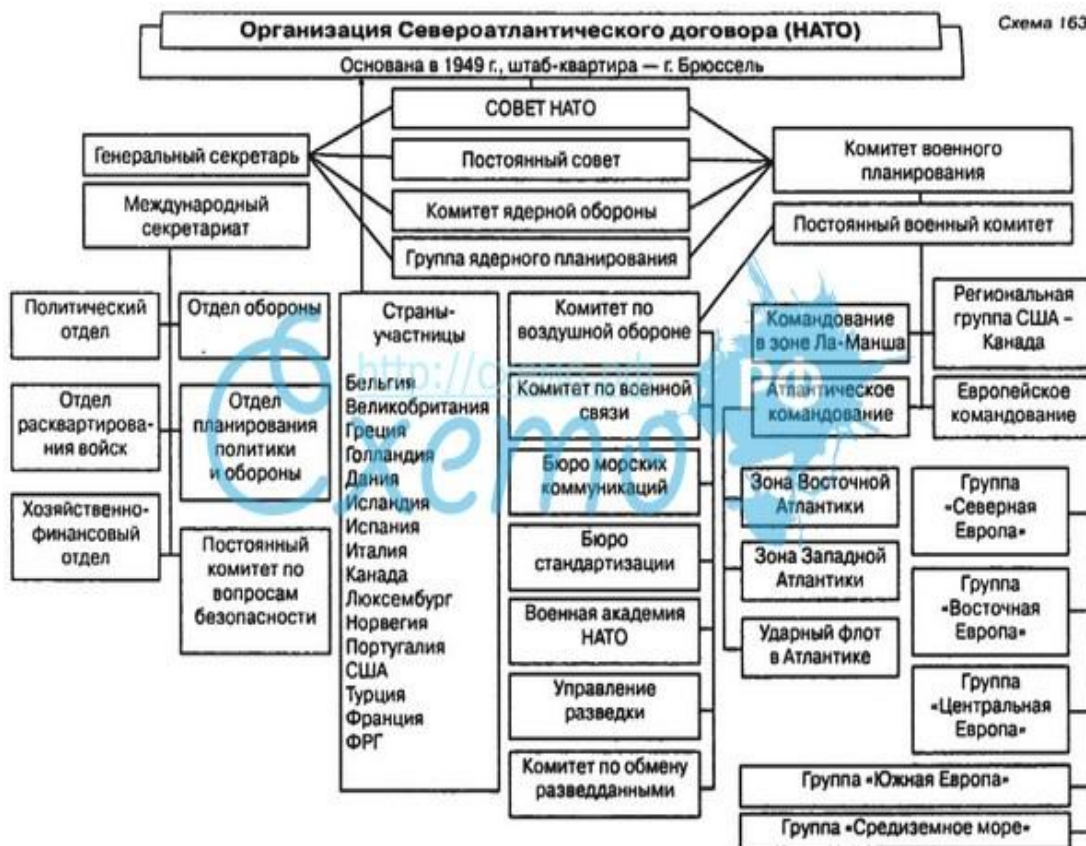 Схема 163
Организация Североатлантического договора (НАТО)
Основана в 1949 г., штаб-квартира — г. Брюссель
СОВЕТ НАТО
Генеральный секретарь
Постоянный совет
Комитет военного
планирования
Международный
секретариат
Комитет ядерной обороны
Постоянный военный комитет
Группа ядерного планирования
Политический
отдел
Отдел обороны
Отдел
расквартирова-
ния войск
Отдел
планирования
политики
и обороны
Хозяйственно-
финансовый
отдел
Постоянный
комитет по
вопросам
безопасности
Страны-
участницы
Бельгия
Великобритания
Греция
Голландия
Дания
Исландия
Испания
Италия
Канада
Люксембург
Норвегия
Португалия
США
Турция
Франция
ФРГ
Комитет по
воздушной обороне
Комитет по военной
связи
Бюро морских
коммуникаций
Бюро
стандартизации
Военная академия
НАТО
Управление
разведки
Комитет по обмену
разведданными
Командование
в зоне Ла-Манша
Региональная
группа США –
Канада
Атлантическое
командование
Европейское
командование
Зона Восточной
Атлантики
Зона Западной
Атлантики
Ударный флот
в Атлантике
Группа
«Северная
Европа»
Группа
«Восточная
Европа»
Группа
«Центральная
Европа»
Группа «Южная Европа»
Группа «Средиземное море»
http://схемо.рф
Схемо
РФ